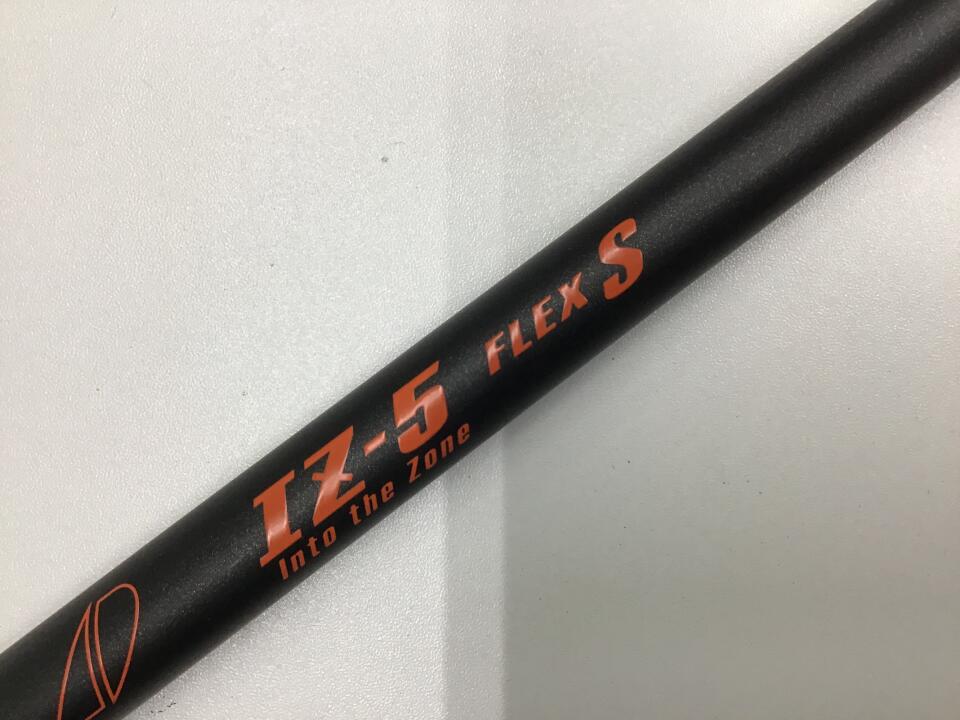 IZ-5 FLEX S
Into the Zone